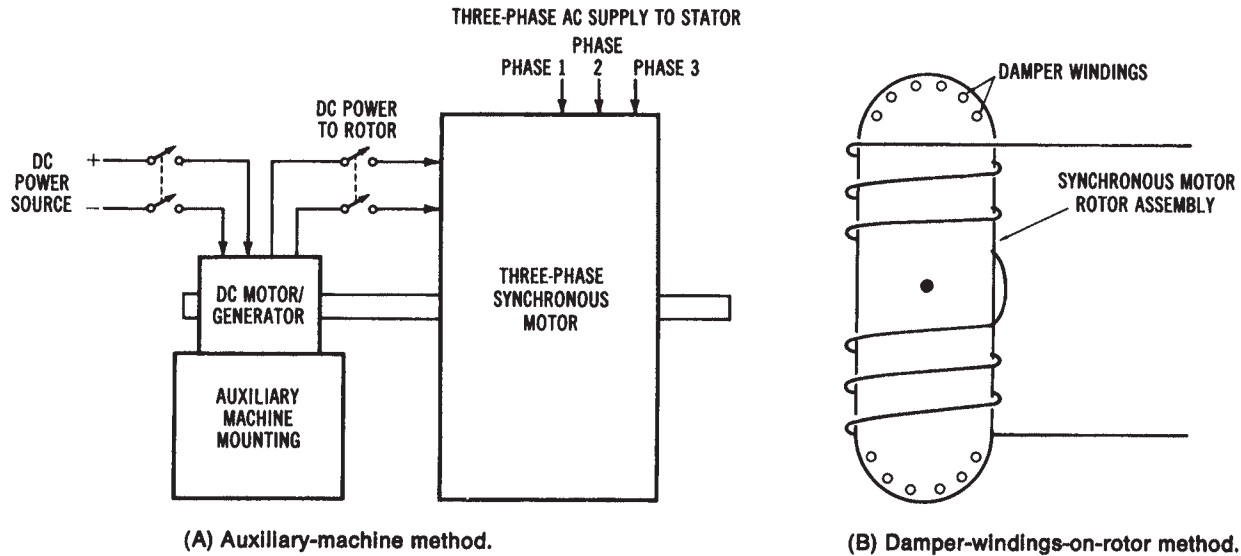 THREE-PHASE AC SUPPLY TO STATOR
PHASE 1
PHASE
2
PHASE 3
DC POWER
TO ROTOR
DC
POWER
SOURCE
+
–
DC MOTOR/
GENERATOR
THREE-PHASE
SYNCHRONOUS
MOTOR
AUXILIARY
MACHINE
MOUNTING
(A) Auxiliary-machine method.
DAMPER WINDINGS
SYNCHRONOUS MOTOR
ROTOR ASSEMBLY
(B) Damper-windings-on-rotor method.